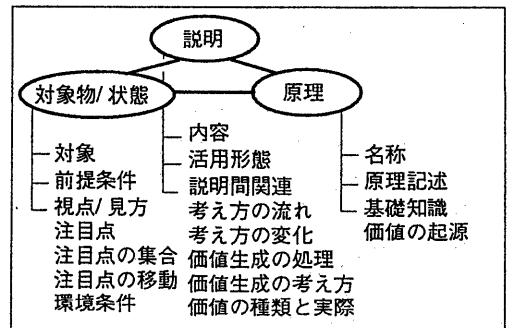 説明
対象物/状態
原理
対象
前提条件
視点/見方
注目点
注目点の集合
注目点の移動
環境条件
内容
活用形態
説明間関連
考え方の流れ
考え方の変化
価値生成の処理
価値生成の考え方
価値の種類と実際
名称
原理記述
基礎知識
価値の起源